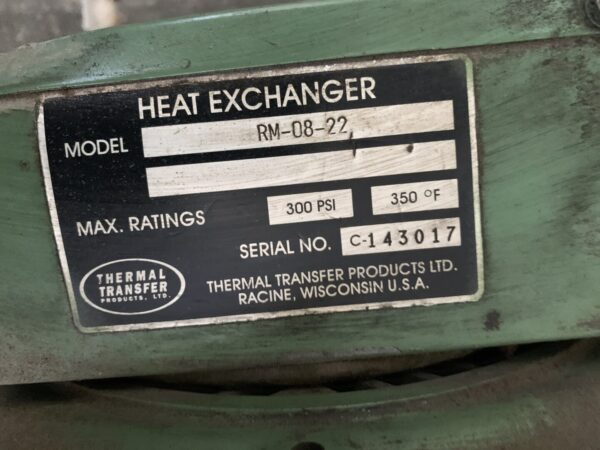 HEAT EXCHANGER
MODEL RM-08-22
MAX. RATINGS 300 PSI 350 °F
SERIAL NO. C-143017
THERMAL
TRANSFER
PRODUCTS, LTD.
THERMAL TRANSFER PRODUCTS LTD.
RACINE, WISCONSIN U.S.A.